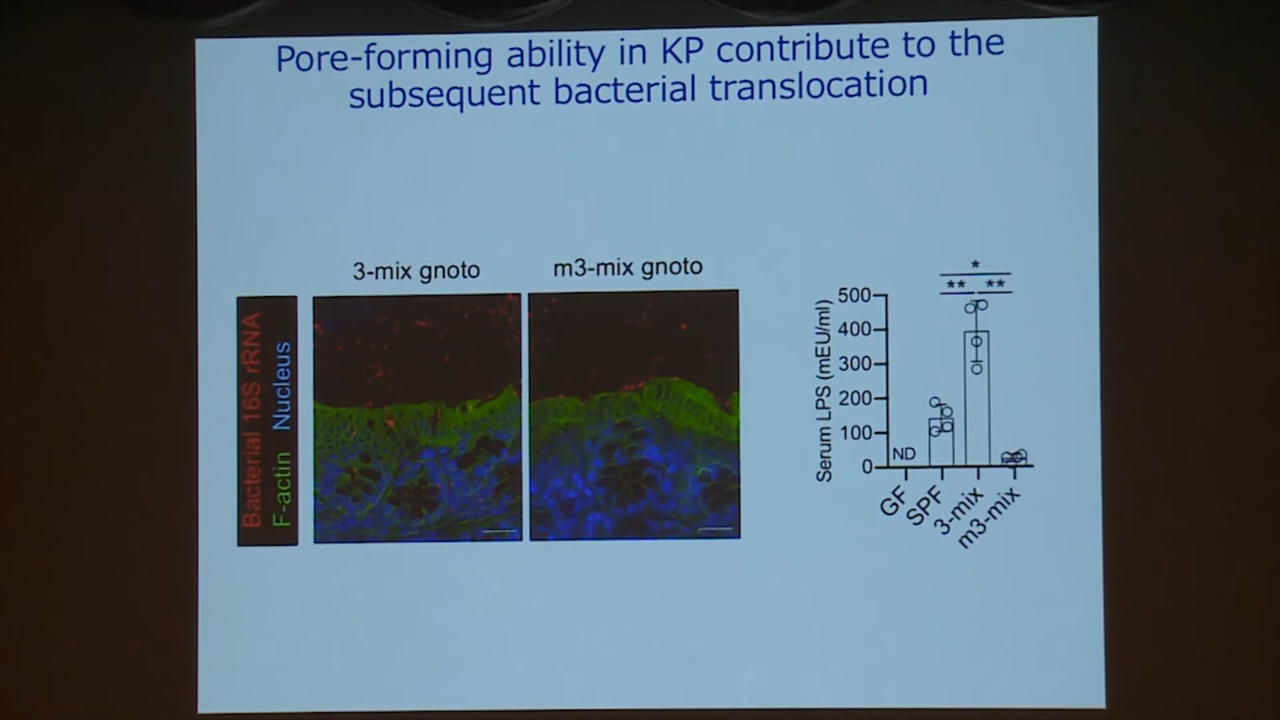 Pore-forming ability in KP contribute to the
subsequent bacterial translocation
3-mix gnoto
m3-mix gnoto
Bacterial 16S rRNA
F-actin Nucleus
*
** **
Serum LPS (mEU/ml)
500
400
300
200
100
0
ND
GF
SPF
3-mix
m3-mix